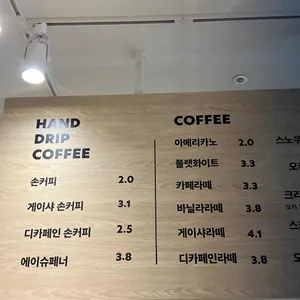 HAND
DRIP
COFFEE
손커피 2.0
게이샤 손커피 3.1
디카페인 손커피 2.5
에이슈페너 3.8
COFFEE
아메리카노 2.0
플랫화이트 3.3
카페라떼 3.3
바닐라라떼 3.8
게이샤라떼 4.1
디카페인라떼 3.8
스노우